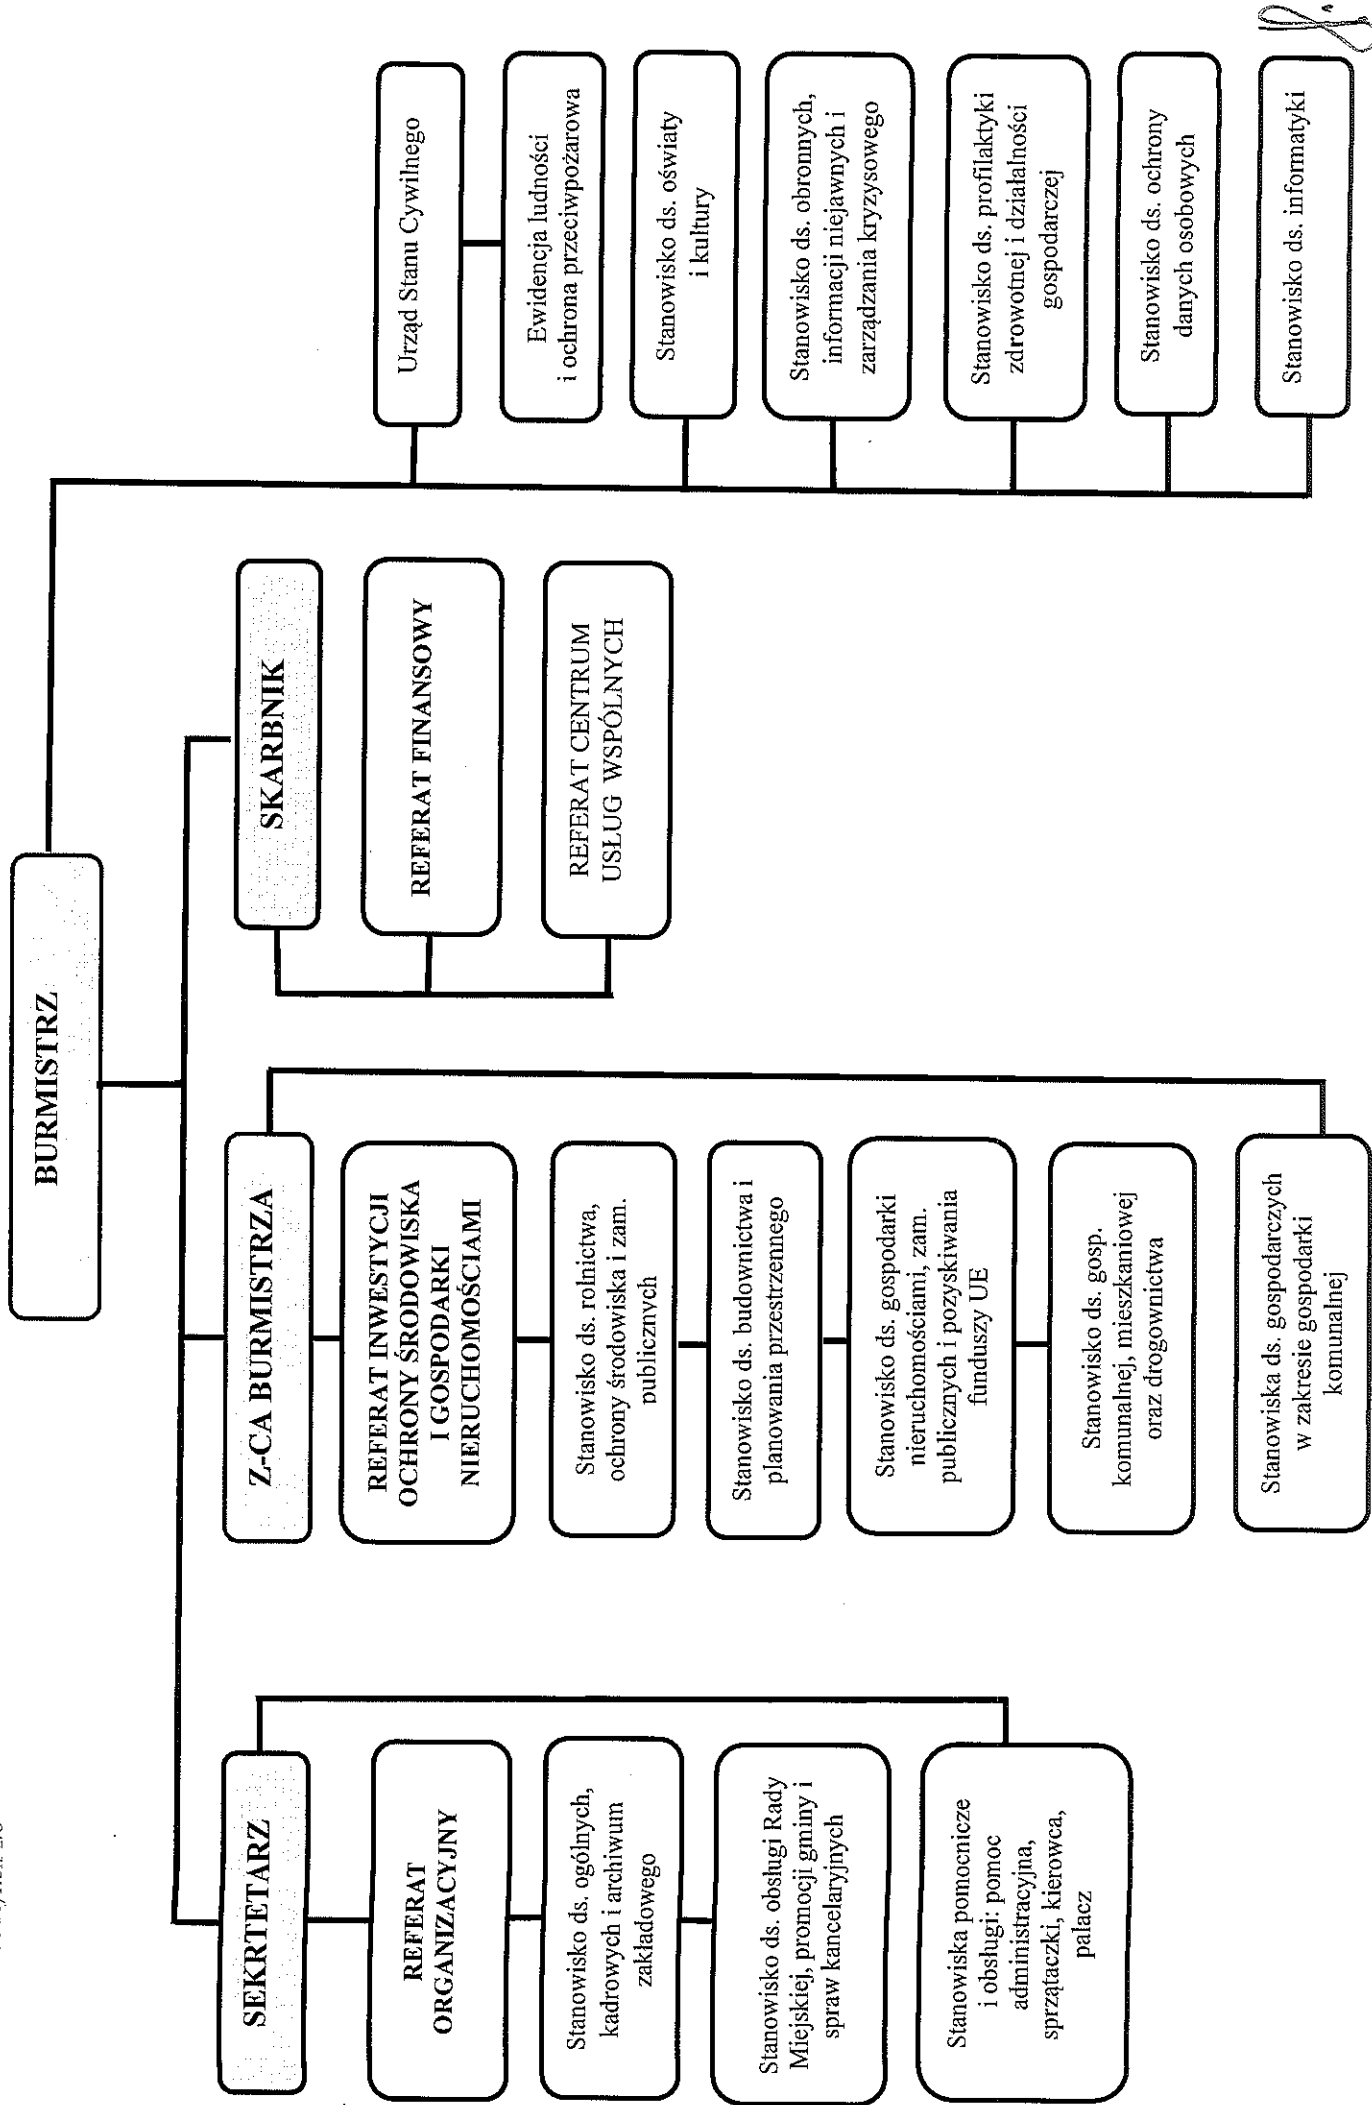 BURMISTRZ
SEKRTETARZ
REFERAT
ORGANIZACYJNY
Stanowisko ds. ogólnych,
kadrowych i archiwum
zakładowego
Stanowisko ds. obsługi Rady
Miejskiej, promocji gminy i
spraw kancelaryjnych
Stanowiska pomocnicze
i obsługi: pomoc
administracyjna,
sprzątaczki, kierowca,
palacz
Z-CA BURMISTRZA
REFERAT INWESTYCJI
OCHRONY ŚRODOWISKA
I GOSPODARKI
NIERUCHOMOŚCIAMI
Stanowisko ds. rolnictwa,
ochrony środowiska i zam.
publicznych
Stanowisko ds. budownictwa i
planowania przestrzennego
Stanowisko ds. gospodarki
nieruchomościami, zam.
publicznych i pozyskiwania
funduszy UE
Stanowisko ds. gosp.
komunalnej, mieszkaniowej
oraz drogownictwa
Stanowiska ds. gospodarczych
w zakresie gospodarki
komunalnej
SKARBNIK
REFERAT FINANSOWY
REFERAT CENTRUM
USŁUG WSPÓLNYCH
Urząd Stanu Cywilnego
Ewidencja ludności
i ochrona przeciwpożarowa
Stanowisko ds. oświaty
i kultury
Stanowisko ds. obronnych,
informacji niejawnych i
zarządzania kryzysowego
Stanowisko ds. profilaktyki
zdrowotnej i działalności
gospodarczej
Stanowisko ds. ochrony
danych osobowych
Stanowisko ds. informatyki